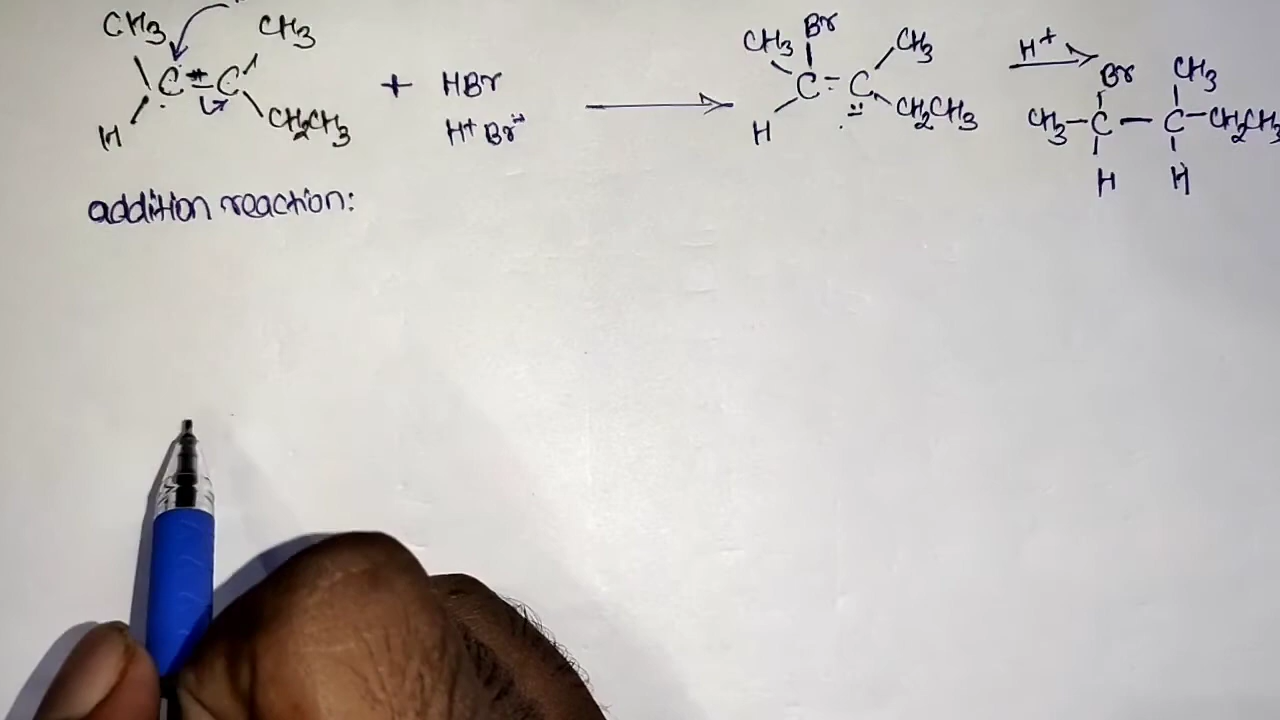 CH3 CH3 Br CH3 CH3 H+
C = C + HBr C - C Br CH3
H CH2CH3 H+ Br- H CH2CH3 CH3-C-C-CH2CH3
H H
addition reaction: